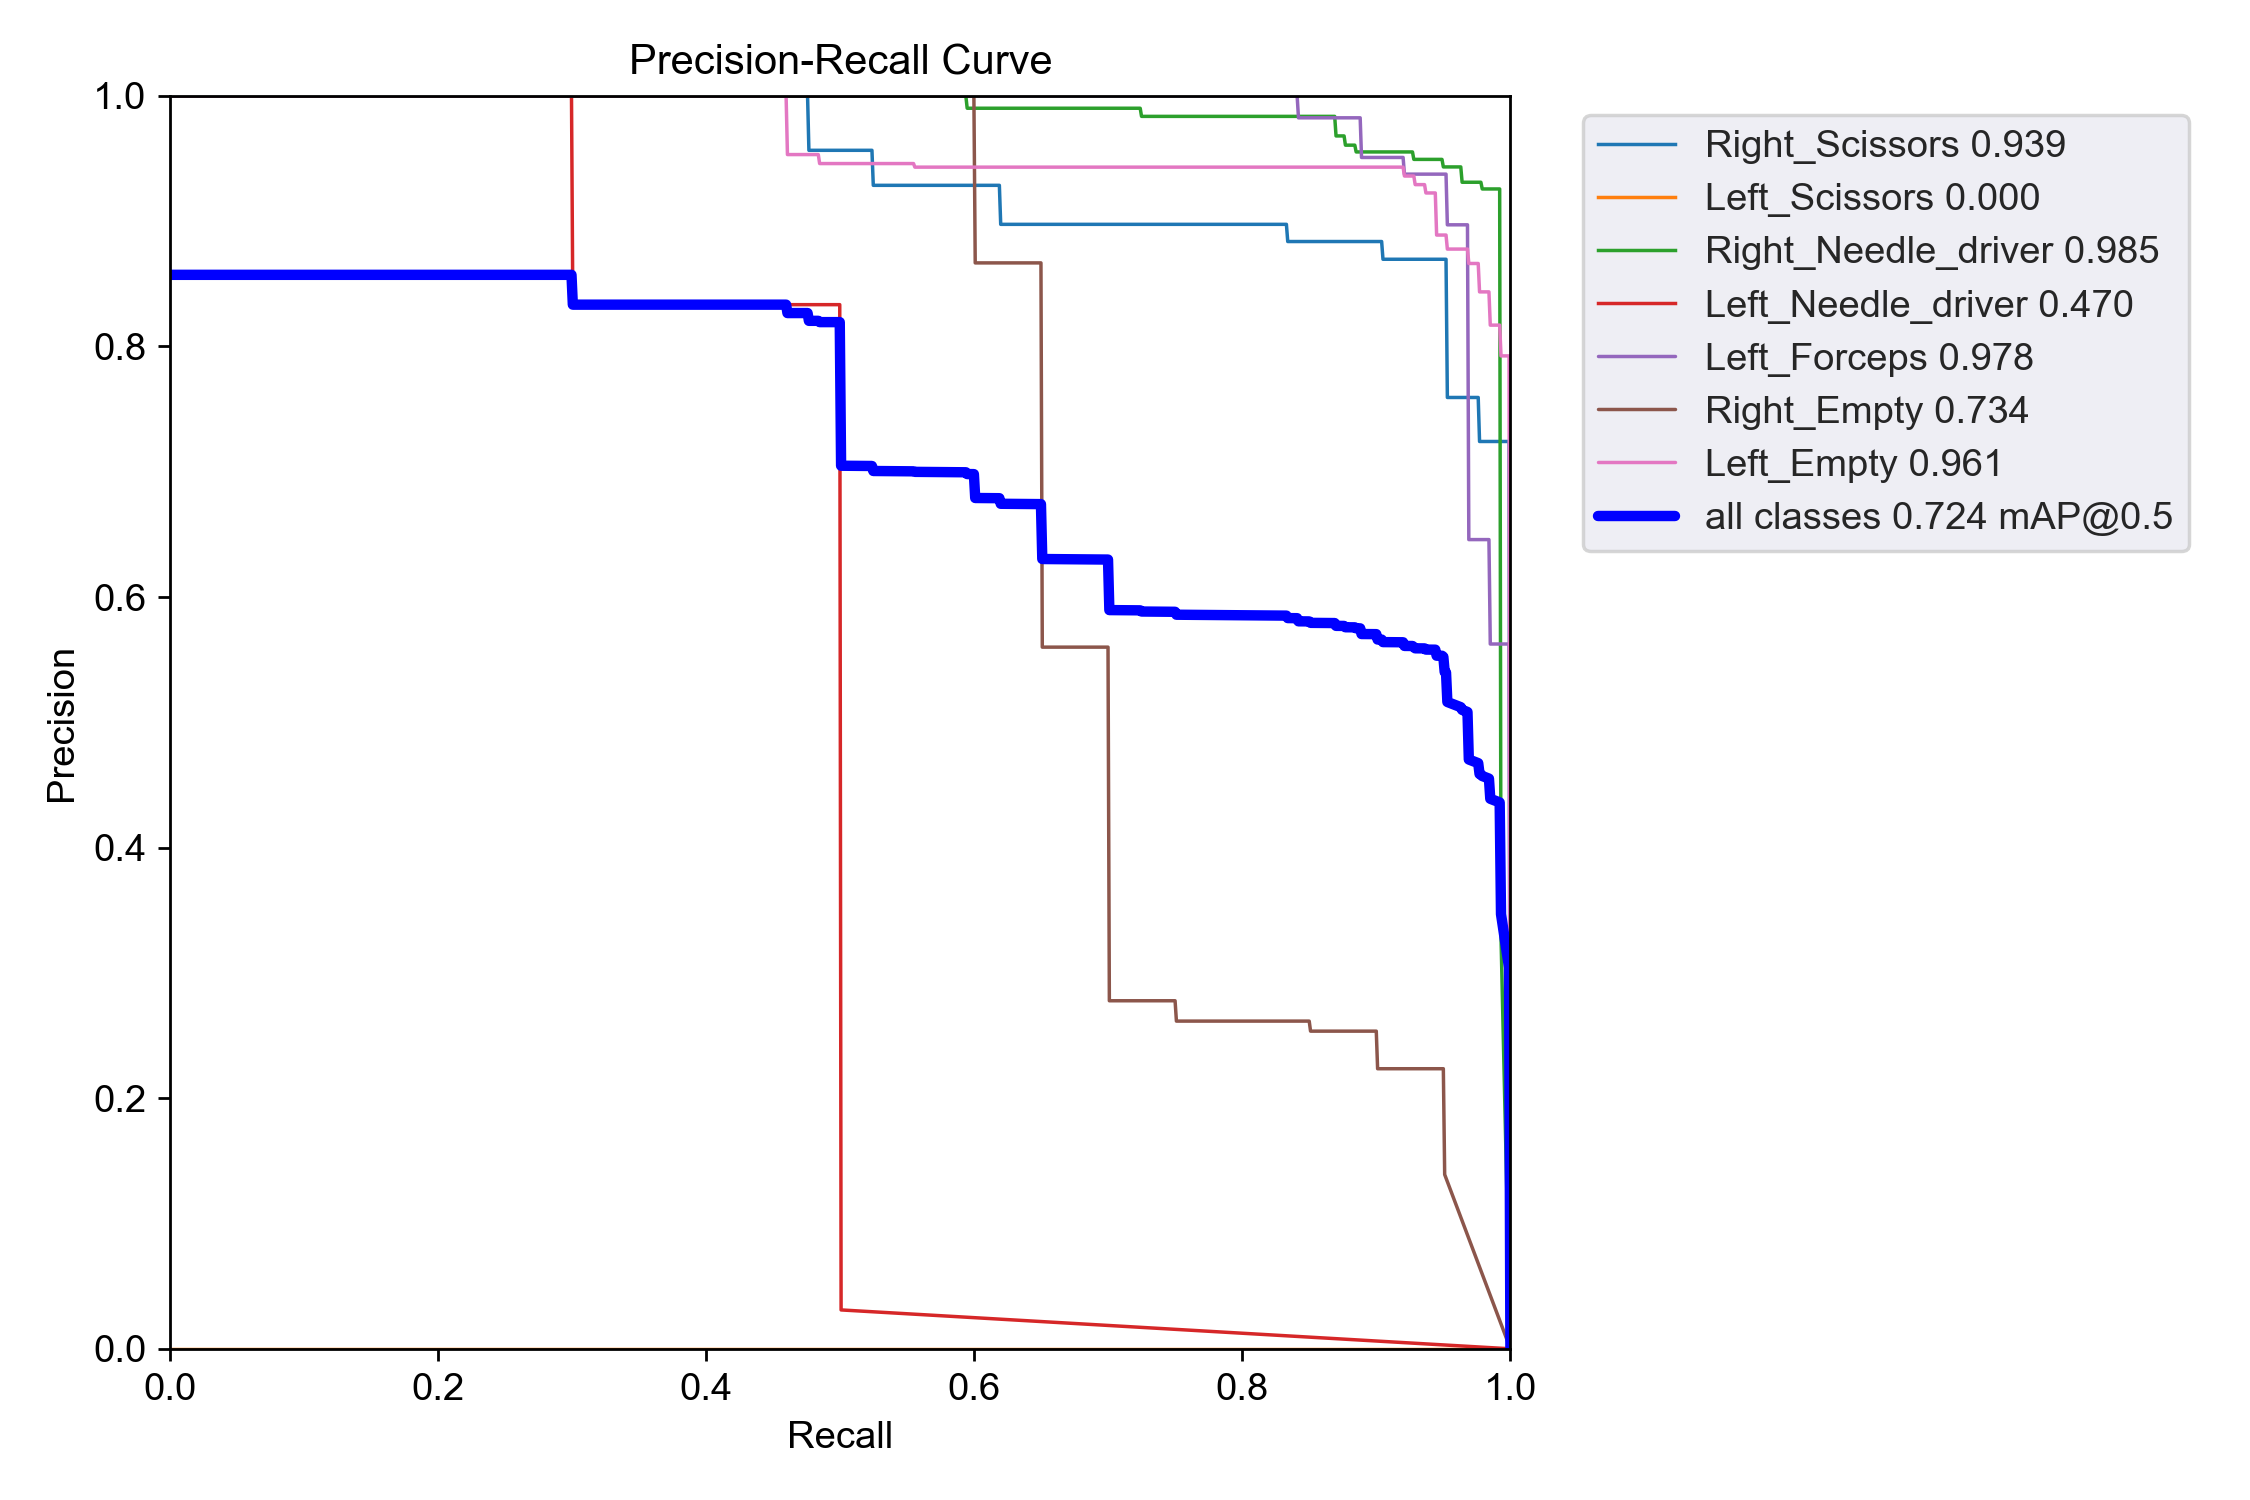 Precision-Recall Curve
1.0
0.8
0.6
0.4
0.2
0.0
Precision
0.0 0.2 0.4 0.6 0.8 1.0
Recall
Right_Scissors 0.939
Left_Scissors 0.000
Right_Needle_driver 0.985
Left_Needle_driver 0.470
Left_Forceps 0.978
Right_Empty 0.734
Left_Empty 0.961
all classes 0.724 mAP@0.5